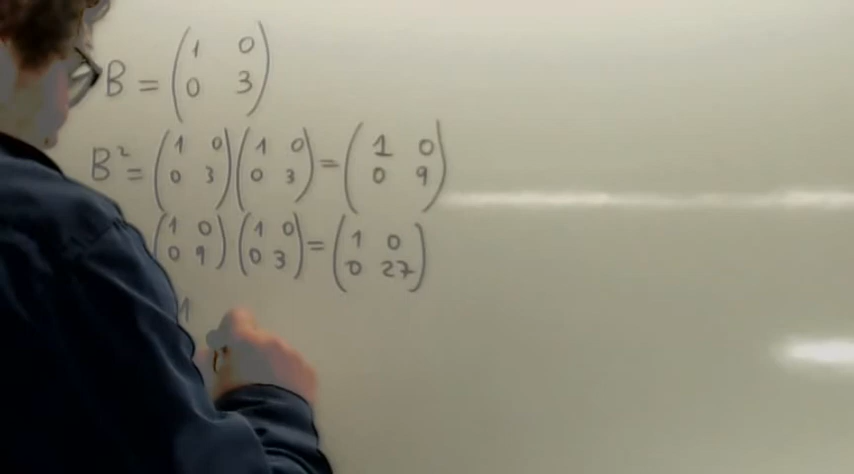 B = (1 0 0 3)
B² = (1 0 0 3) (1 0 0 3) = (1 0 0 9)
(1 0 0 9) (1 0 0 3) = (1 0 0 27)
1